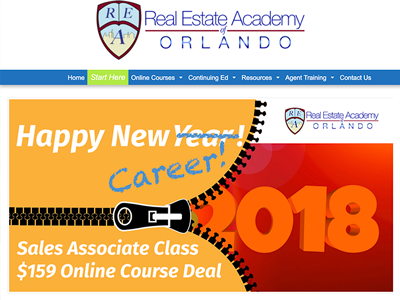 R E
A
Real Estate Academy
of
ORLANDO
Home Start Here Online Courses Continuing Ed Resources Agent Training Contact Us
Happy New Year!
Career!
R E
A
Real Estate Academy
ORLANDO
2018
Sales Associate Class
$159 Online Course Deal